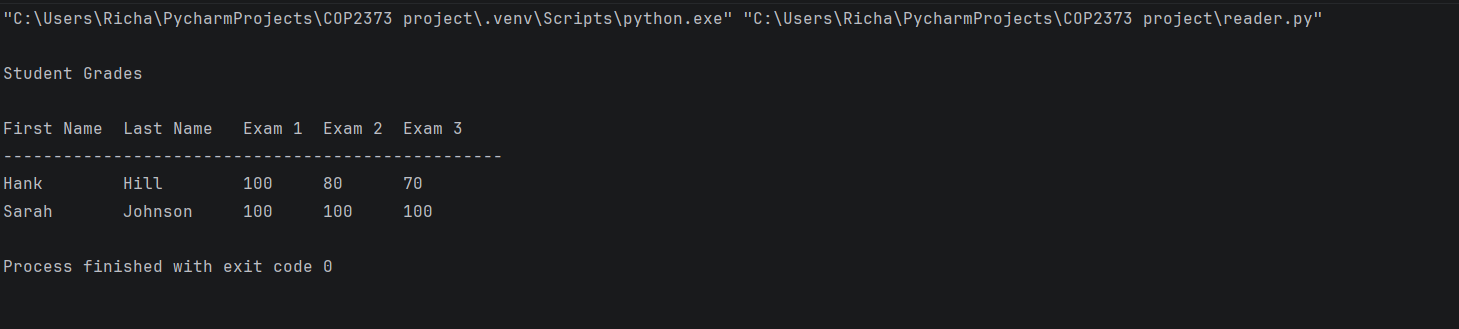 "C:\Users\Richa\PycharmProjects\COP2373 project\.venv\Scripts\python.exe" "C:\Users\Richa\PycharmProjects\COP2373 project\reader.py"
Student Grades
First Name  Last Name   Exam 1  Exam 2  Exam 3
--------------------------------------------------
Hank        Hill        100     80      70
Sarah       Johnson     100     100     100
Process finished with exit code 0